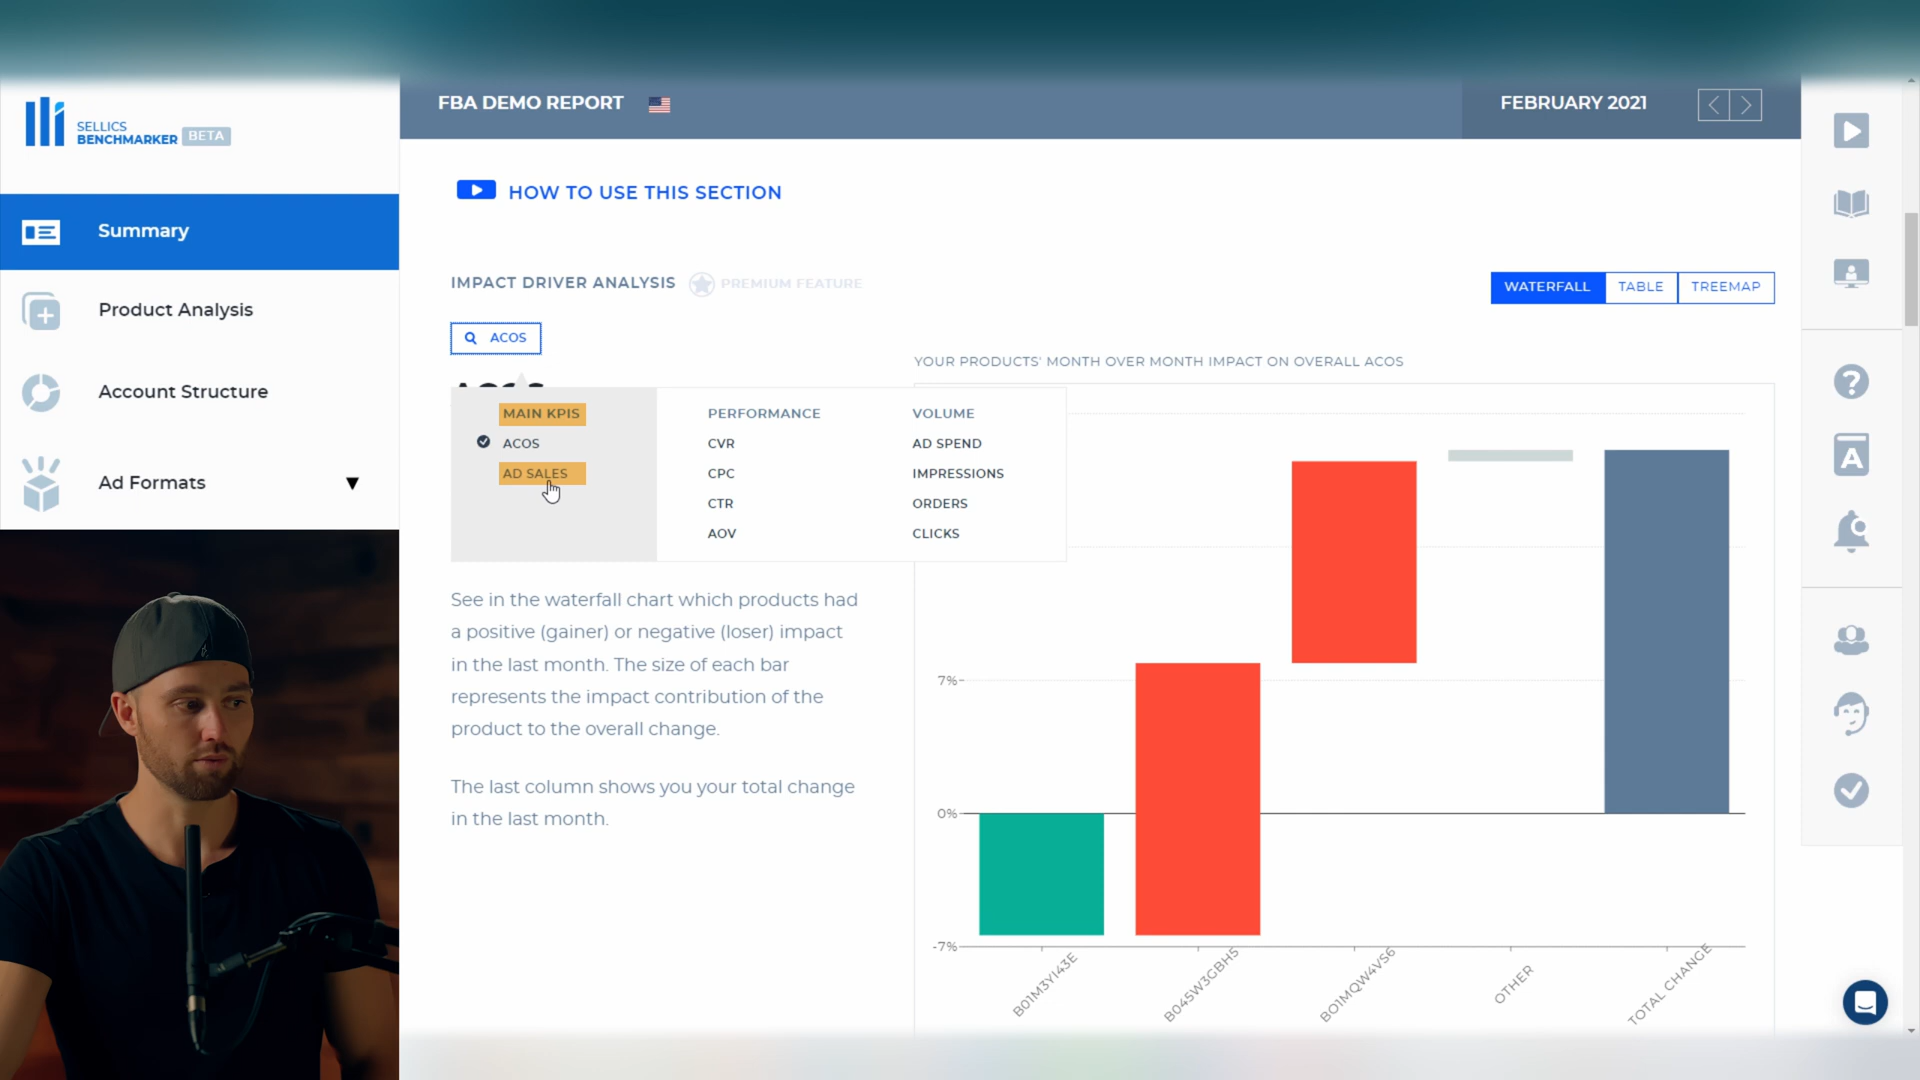 SELLICS
BENCHMARKER BETA
Summary
Product Analysis
Account Structure
Ad Formats
FBA DEMO REPORT
FEBRUARY 2021
HOW TO USE THIS SECTION
IMPACT DRIVER ANALYSIS PREMIUM FEATURE
WATERFALL TABLE TREEMAP
ACOS
MAIN KPIS
ACOS
AD SALES
PERFORMANCE
CVR
CPC
CTR
AOV
VOLUME
AD SPEND
IMPRESSIONS
ORDERS
CLICKS
See in the waterfall chart which products had
a positive (gainer) or negative (loser) impact
in the last month. The size of each bar
represents the impact contribution of the
product to the overall change.
The last column shows you your total change
in the last month.
YOUR PRODUCTS' MONTH OVER MONTH IMPACT ON OVERALL ACOS
7%
0%
-7%
B01M3YI43E
B045W3GBH5
BO1MQW4VS6
OTHER
TOTAL CHANGE
A